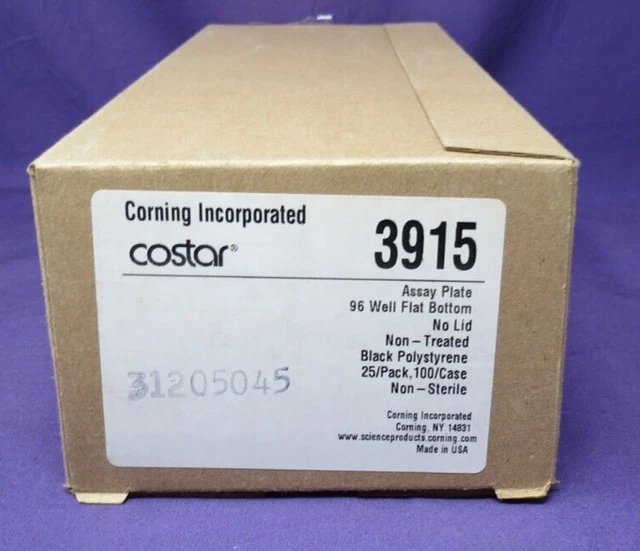 Corning Incorporated
costar®
3915
Assay Plate
96 Well Flat Bottom
No Lid
Non-Treated
Black Polystyrene
25/Pack,100/Case
Non-Sterile
31205045
Corning Incorporated
Corning, NY 14831
www.scienceproducts.corning.com
Made in USA